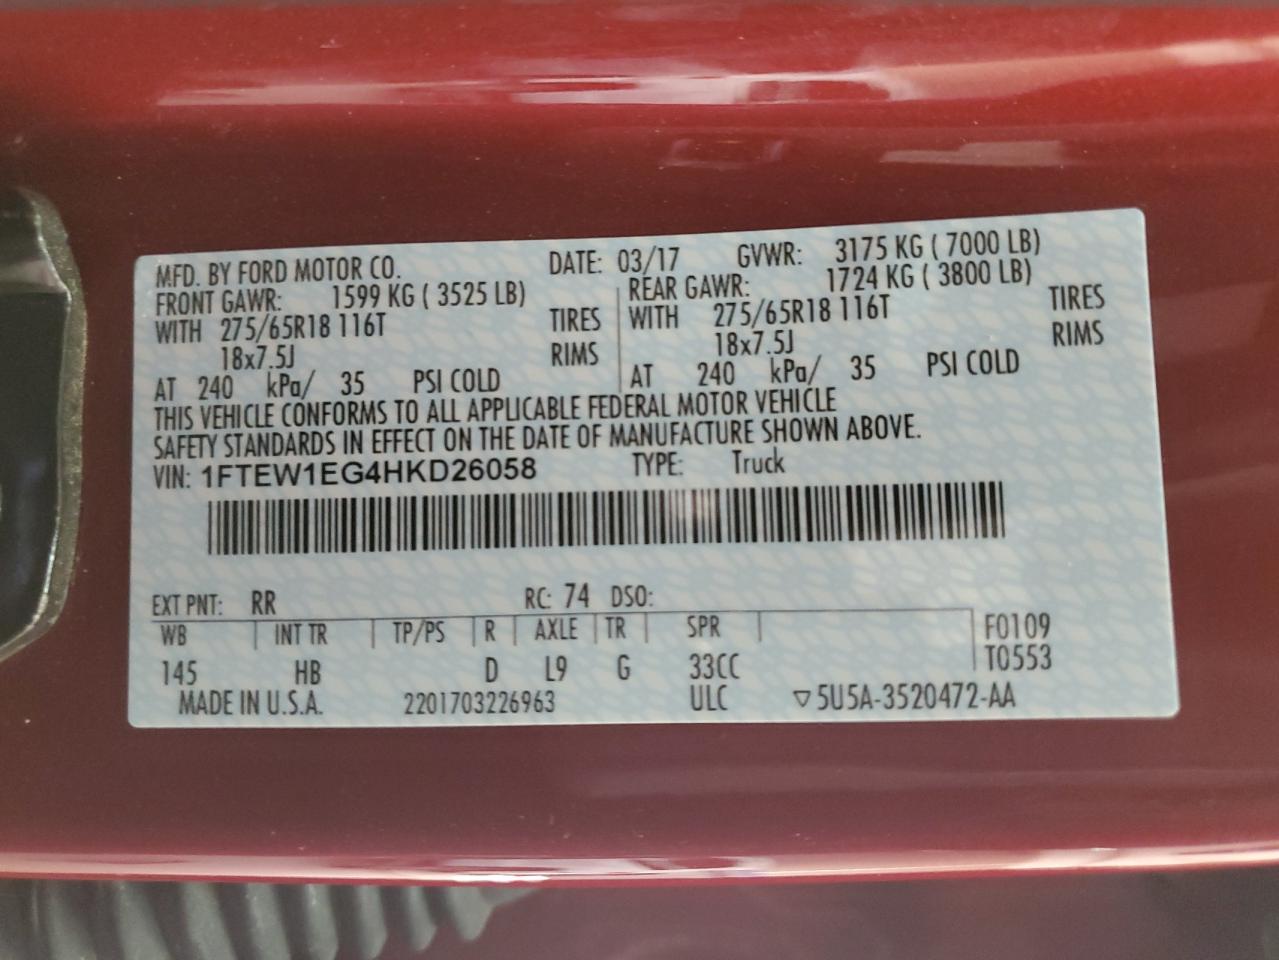 MFD. BY FORD MOTOR CO. DATE: 03/17 GVWR: 3175 KG ( 7000 LB)
FRONT GAWR: 1599 KG ( 3525 LB) REAR GAWR: 1724 KG ( 3800 LB)
WITH 275/65R18 116T TIRES WITH 275/65R18 116T TIRES
18x7.5J RIMS 18x7.5J RIMS
AT 240 kPa/ 35 PSI COLD AT 240 kPa/ 35 PSI COLD
THIS VEHICLE CONFORMS TO ALL APPLICABLE FEDERAL MOTOR VEHICLE
SAFETY STANDARDS IN EFFECT ON THE DATE OF MANUFACTURE SHOWN ABOVE.
VIN: 1FTEW1EG4HKD26058 TYPE: Truck
EXT PNT: RR RC: 74 DSO:
WB INT TR TP/PS R AXLE TR SPR F0109
145 HB D L9 G 33CC T0553
MADE IN U.S.A. 2201703226963 ULC ▽5U5A-3520472-AA